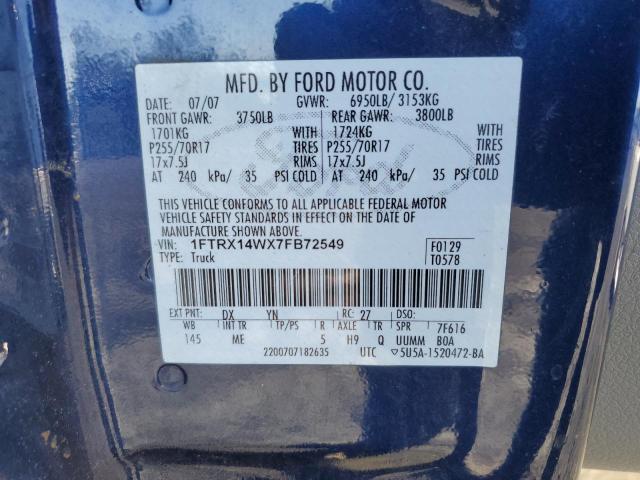 MFD. BY FORD MOTOR CO.
DATE: 07/07 GVWR: 6950LB/ 3153KG
FRONT GAWR: 3750LB REAR GAWR: 3800LB
1701KG WITH 1724KG WITH
P255/70R17 TIRES P255/70R17 TIRES
17x7.5J RIMS 17x7.5J RIMS
AT 240 kPa/ 35 PSI COLD AT 240 kPa/ 35 PSI COLD
THIS VEHICLE CONFORMS TO ALL APPLICABLE FEDERAL MOTOR
VEHICLE SAFETY STANDARDS IN EFFECT ON THE DATE OF
MANUFACTURE SHOWN ABOVE.
VIN: 1FTRX14WX7FB72549 F0129
TYPE: Truck T0578
EXT PNT: DX YN RC: 27 DSO:
WB INT TR TP/PS R AXLE TR SPR 7F616
145 ME 5 H9 Q UUMM BOA
2200707182635 UTC ▽5U5A-1520472-BA
Ford